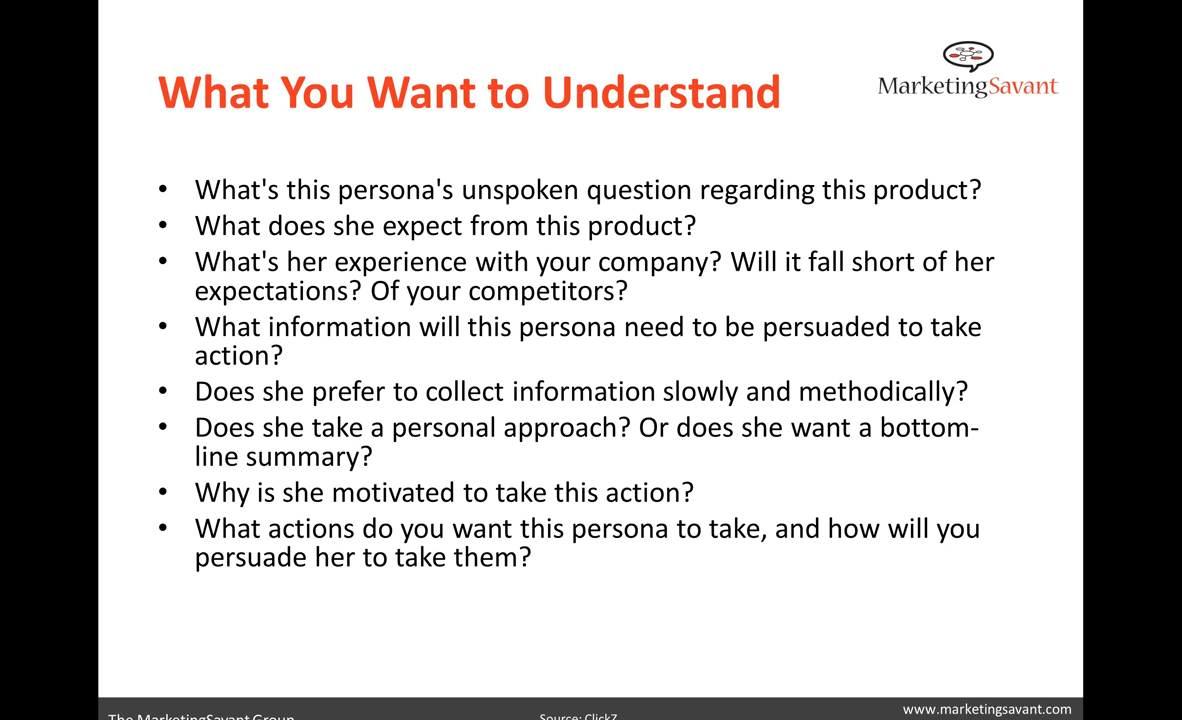 What You Want to Understand
MarketingSavant
• What's this persona's unspoken question regarding this product?
• What does she expect from this product?
• What's her experience with your company? Will it fall short of her
expectations? Of your competitors?
• What information will this persona need to be persuaded to take
action?
• Does she prefer to collect information slowly and methodically?
• Does she take a personal approach? Or does she want a bottom-
line summary?
• Why is she motivated to take this action?
• What actions do you want this persona to take, and how will you
persuade her to take them?
The MarketingSavant Group
Source: ClickZ
www.marketingsavant.com